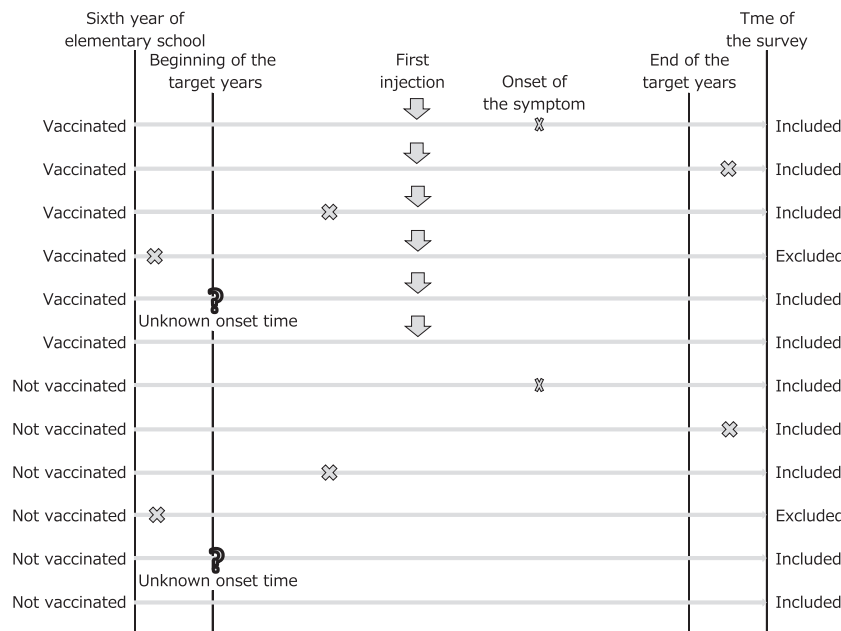 Sixth year of
elementary school
Tme of
the survey
Beginning of the
target years
First
injection
Onset of
the symptom
End of the
target years
Vaccinated
Included
Vaccinated
Included
Vaccinated
Included
Vaccinated
Excluded
Vaccinated
?
Included
Unknown onset time
Vaccinated
Included
Not vaccinated
Included
Not vaccinated
Included
Not vaccinated
Included
Not vaccinated
Excluded
Not vaccinated
?
Included
Unknown onset time
Not vaccinated
Included